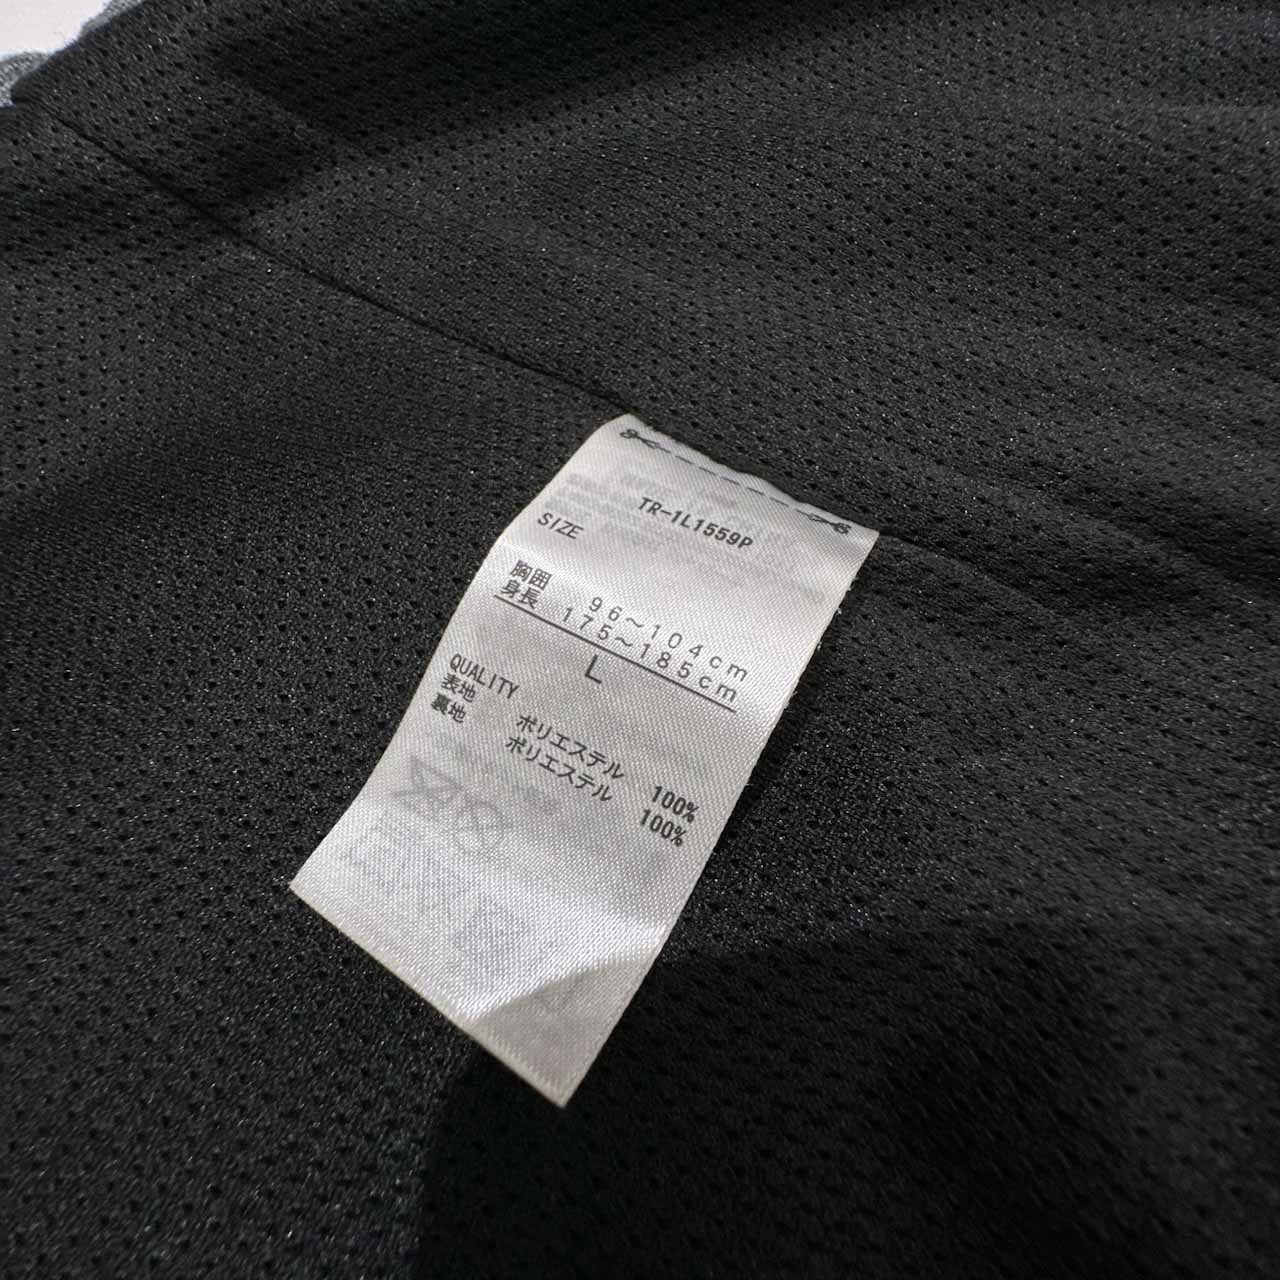 TR-1L1559P
SIZE
胸囲 96～104cm
身長 175～185cm
L
QUALITY
表地 ポリエステル 100%
裏地 ポリエステル 100%